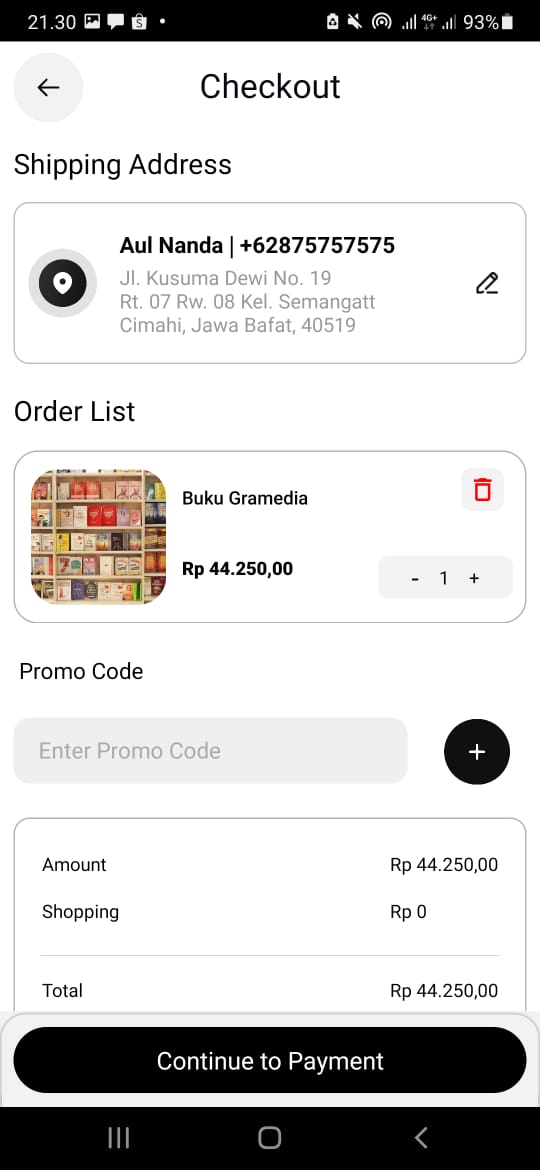 21.30 4G+ 93%
Checkout
Shipping Address
Aul Nanda | +62875757575
Jl. Kusuma Dewi No. 19
Rt. 07 Rw. 08 Kel. Semangatt
Cimahi, Jawa Bafat, 40519
Order List
Buku Gramedia
Rp 44.250,00
- 1 +
Promo Code
Enter Promo Code
+
Amount Rp 44.250,00
Shopping Rp 0
Total Rp 44.250,00
Continue to Payment